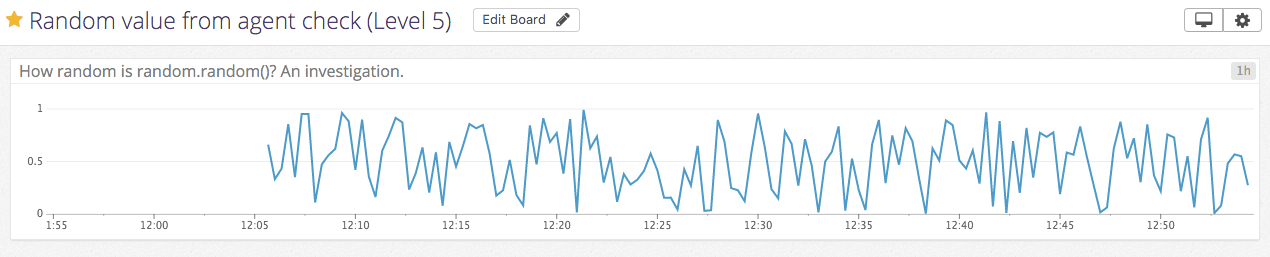 Random value from agent check (Level 5) Edit Board
How random is random.random()? An investigation. 1h
1
0.5
0
1:55 12:00 12:05 12:10 12:15 12:20 12:25 12:30 12:35 12:40 12:45 12:50